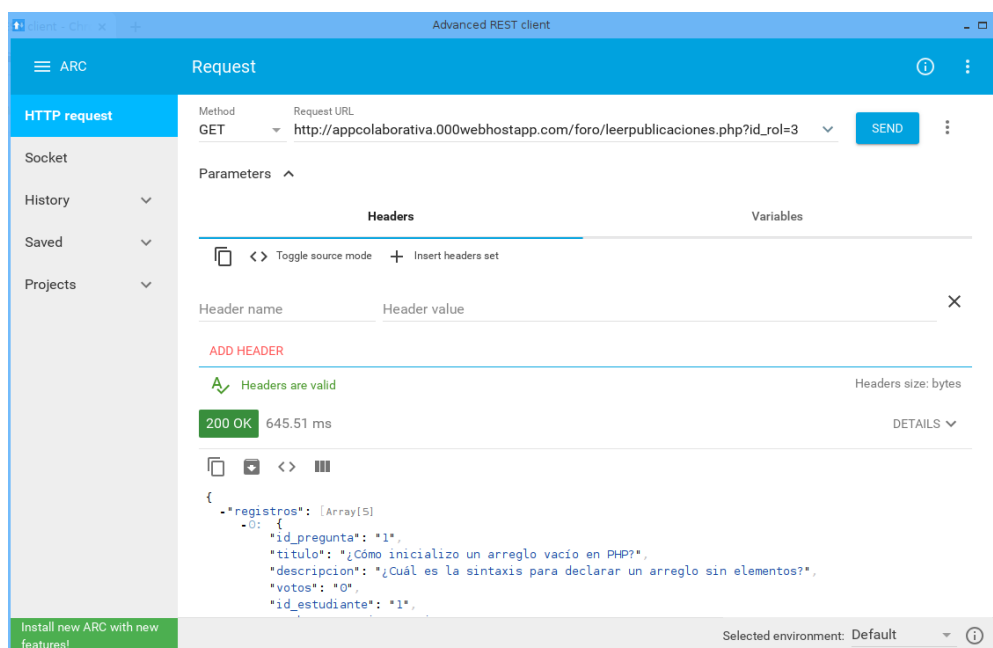 client - Chr
Advanced REST client
ARC
Request
HTTP request
Socket
History
Saved
Projects
Install new ARC with new
features!
Method
Request URL
GET
http://appcolaborativa.000webhostapp.com/foro/leerpublicaciones.php?id_rol=3
SEND
Parameters
Headers
Variables
Toggle source mode
Insert headers set
Header name
Header value
ADD HEADER
Headers are valid
Headers size: bytes
200 OK 645.51 ms
DETAILS
{
-"registros": [Array[5]
-0: {
"id_pregunta": "1",
"titulo": "¿Cómo inicializo un arreglo vacío en PHP?",
"descripcion": "¿Cuál es la sintaxis para declarar un arreglo sin elementos?",
"votos": "0",
"id_estudiante": "1",
Selected environment: Default